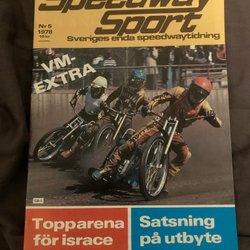 Speedway
Sport
Sveriges enda speedwaytidning
Nr 5
1978
VM-
EXTRA
Topparena
för israce
Satsning
på utbyte